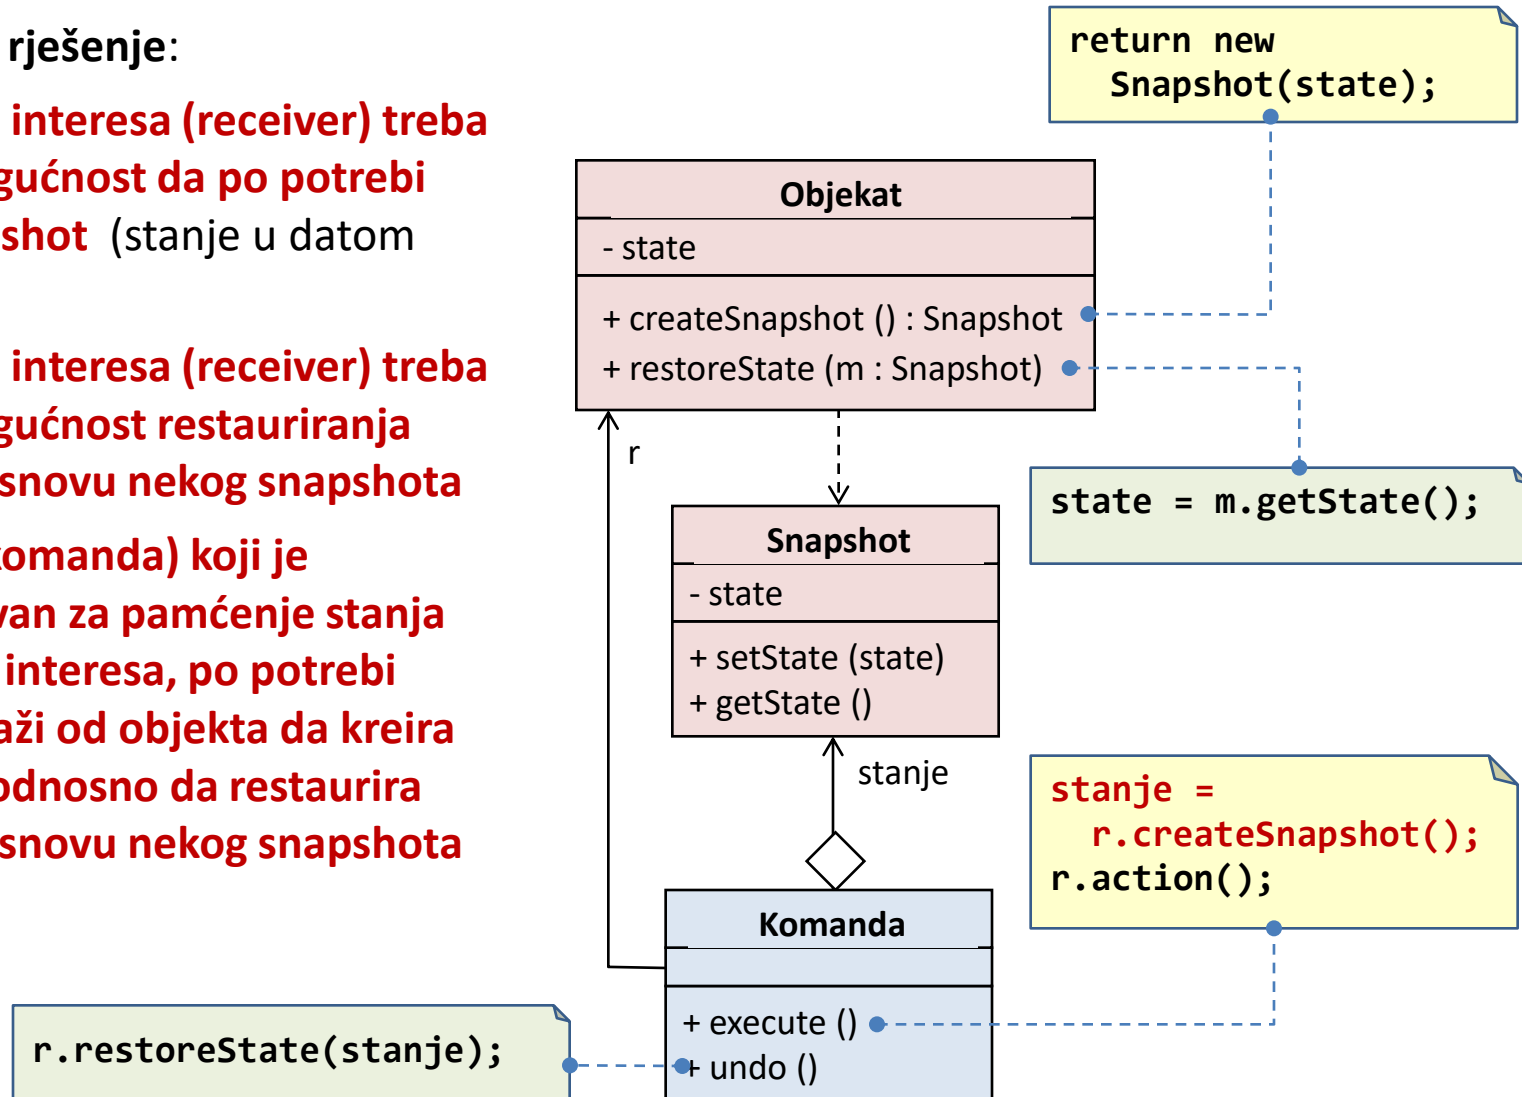 rješenje:
interesa (receiver) treba
gućnost da po potrebi
shot (stanje u datom
interesa (receiver) treba
gućnost restauriranja
snovu nekog snapshota
komanda) koji je
van za pamćenje stanja
interesa, po potrebi
aži od objekta da kreira
odnosno da restaurira
snovu nekog snapshota
return new
Snapshot(state);
Objekat
- state
+ createSnapshot () : Snapshot
+ restoreState (m : Snapshot)
r
state = m.getState();
Snapshot
- state
+ setState (state)
+ getState ()
stanje
stanje =
r.createSnapshot();
r.action();
Komanda
+ execute ()
+ undo ()
r.restoreState(stanje);